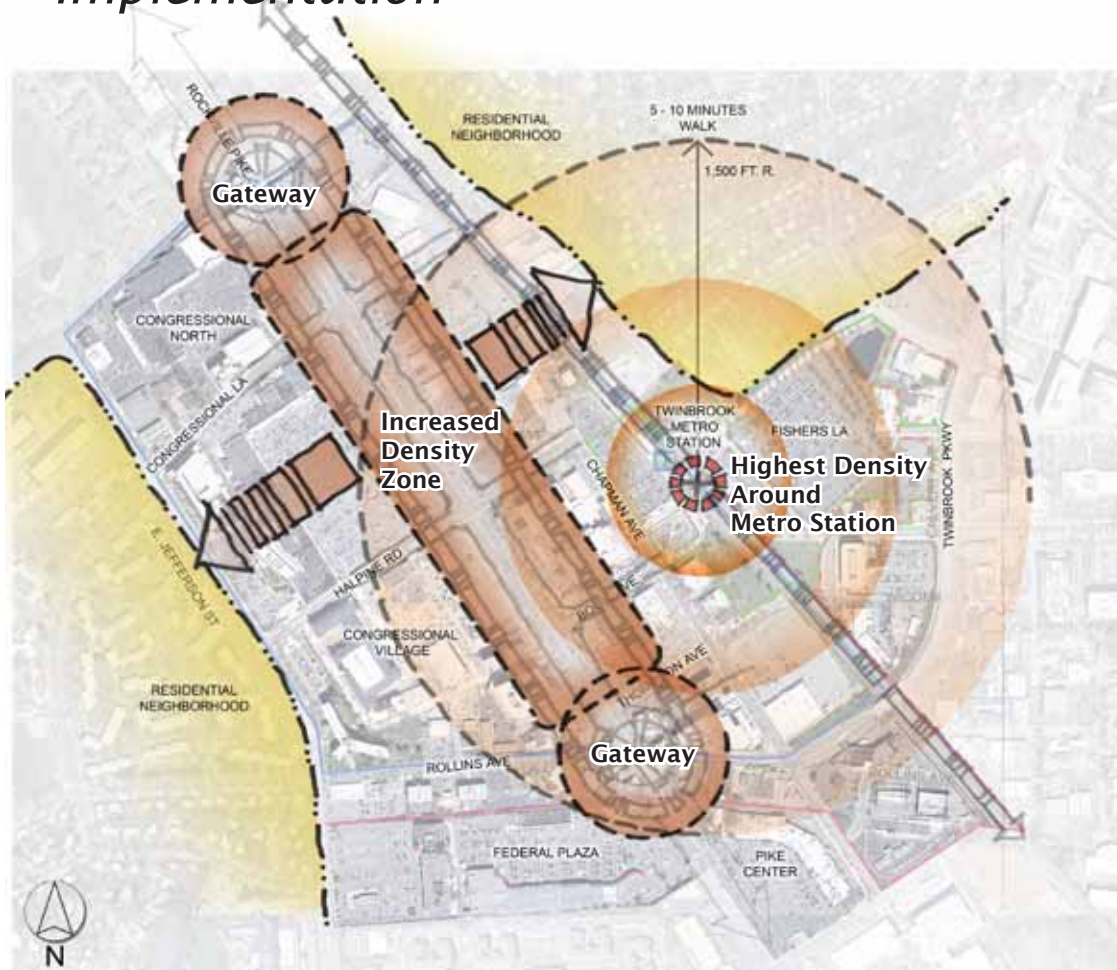 Implementation
ROCKVILLE PIKE
RESIDENTIAL
NEIGHBORHOOD
5 - 10 MINUTES
WALK
1,500 FT. R.
Gateway
CONGRESSIONAL
NORTH
CONGRESSIONAL LA
Increased
Density
Zone
TWINBROOK
METRO
STATION
FISHERS LA
Highest Density
Around
Metro Station
CHAPMAN AVE
TWINBROOK PKWY
E. JEFFERSON ST
HALPINE RD
AVE
CONGRESSIONAL
VILLAGE
AVE
RESIDENTIAL
NEIGHBORHOOD
Gateway
ROLLINS AVE
FEDERAL PLAZA
PIKE
CENTER
N